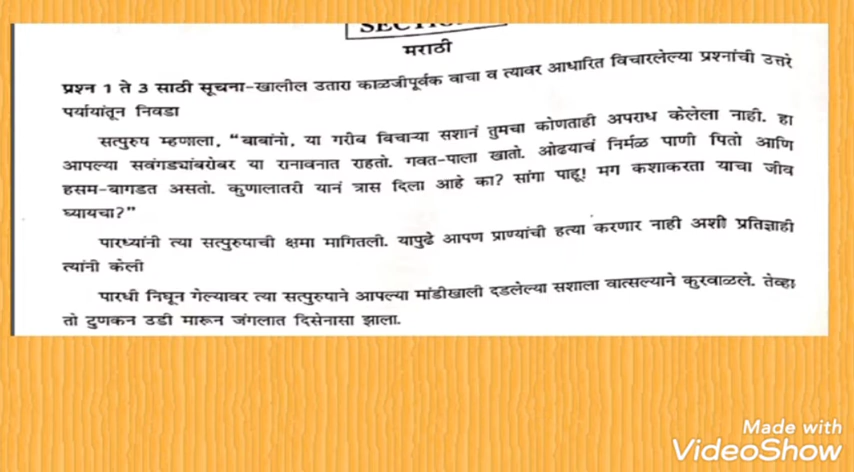 मराठी
प्रश्न 1 ते 3 साठी सूचना-खालील उतारा काळजीपूर्वक वाचा व त्यावर आधारित विचारलेल्या प्रश्नांची उत्तरे
पर्यायांतून निवडा
सत्पुरुष म्हणाला, “बाबांनो, या गरीब बिचाऱ्या सशानं तुमचा कोणताही अपराध केलेला नाही. हा
आपल्या सवंगड्यांबरोबर या रानावनात राहतो. गवत-पाला खातो. ओढयाचं निर्मळ पाणी पितो आणि
हसम-बागडत असतो. कुणालातरी यानं त्रास दिला आहे का? सांगा पाहू! मग कशाकरता याचा जीव
घ्यायचा?”
पारध्यांनी त्या सत्पुरुषाची क्षमा मागितली. यापुढे आपण प्राण्यांची हत्या करणार नाही अशी प्रतिज्ञाही
त्यांनी केली
पारधी निघून गेल्यावर त्या सत्पुरुषाने आपल्या मांडीखाली दडलेल्या सशाला वात्सल्याने कुरवाळले. तेव्हा
तो टुणकन उडी मारून जंगलात दिसेनासा झाला.
Made with
VideoShow